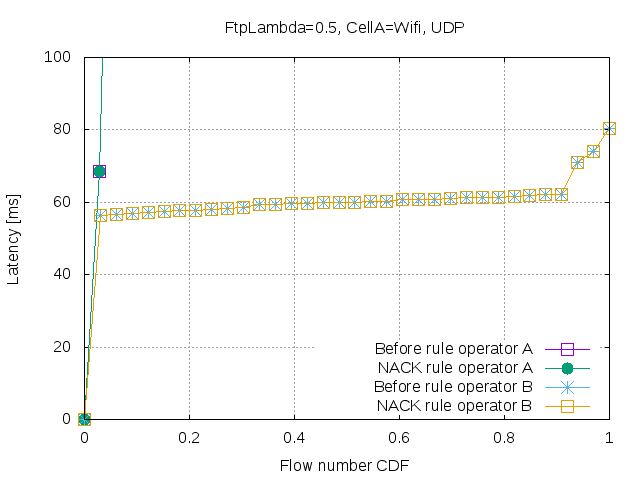 FtpLambda=0.5, CellA=Wifi, UDP
100
80
60
40
20
0
Latency [ms]
Before rule operator A
NACK rule operator A
Before rule operator B
NACK rule operator B
0 0.2 0.4 0.6 0.8 1
Flow number CDF